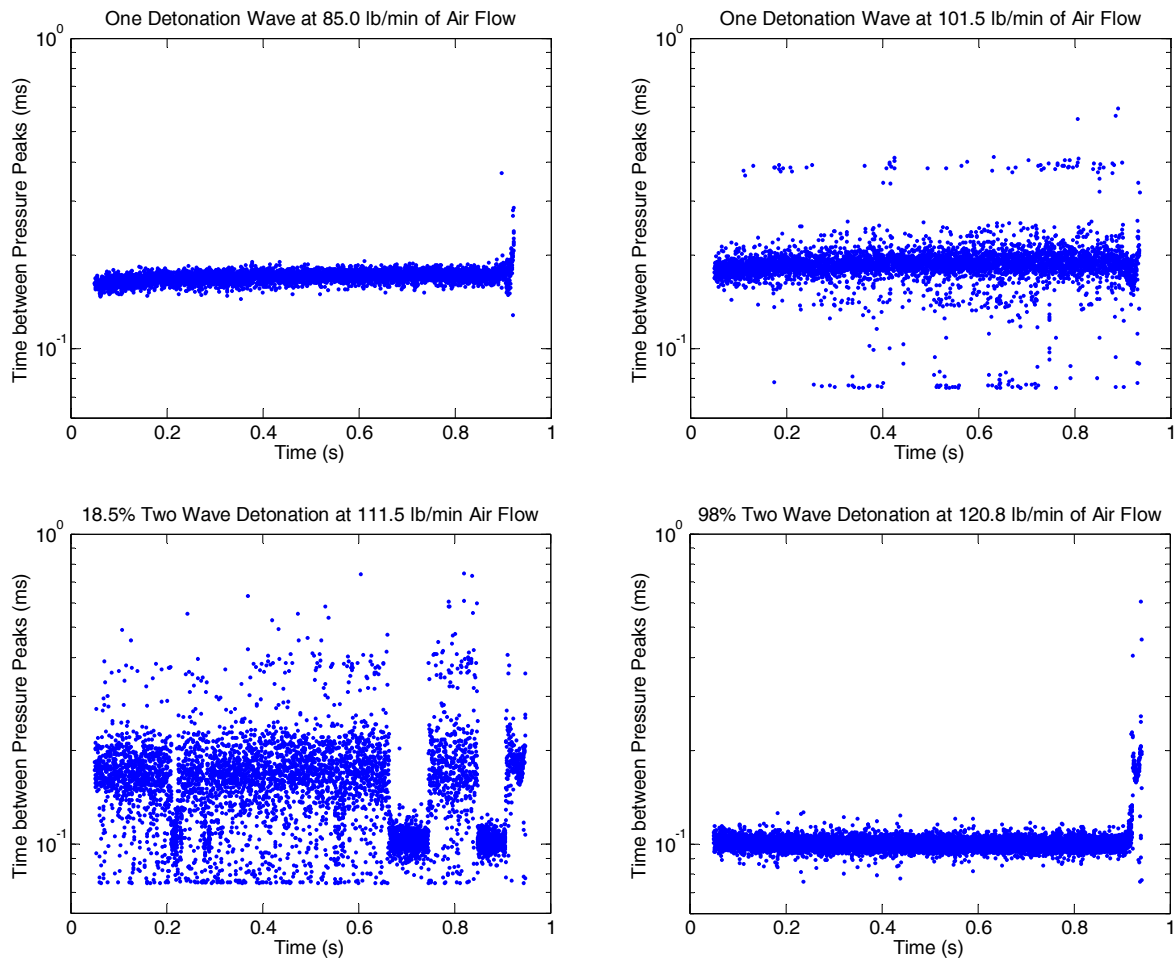 One Detonation Wave at 85.0 lb/min of Air Flow
10^0
Time between Pressure Peaks (ms)
10^-1
0 0.2 0.4 0.6 0.8 1
Time (s)
One Detonation Wave at 101.5 lb/min of Air Flow
10^0
Time between Pressure Peaks (ms)
10^-1
0 0.2 0.4 0.6 0.8 1
Time (s)
18.5% Two Wave Detonation at 111.5 lb/min Air Flow
10^0
Time between Pressure Peaks (ms)
10^-1
0 0.2 0.4 0.6 0.8 1
Time (s)
98% Two Wave Detonation at 120.8 lb/min of Air Flow
10^0
Time between Pressure Peaks (ms)
10^-1
0 0.2 0.4 0.6 0.8 1
Time (s)